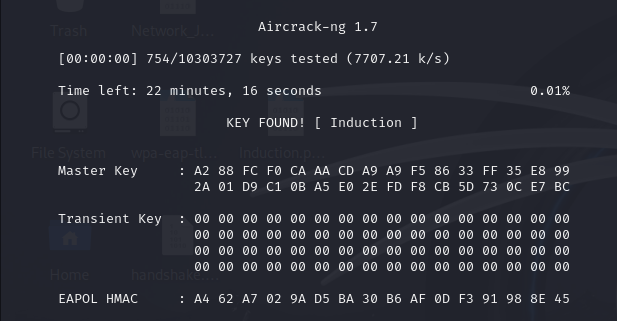 Trash
Network_J...
Aircrack-ng 1.7
[00:00:00] 754/10303727 keys tested (7707.21 k/s)
Time left: 22 minutes, 16 seconds 0.01%
KEY FOUND! [ Induction ]
File System
wpa-eap-tl...
Induction.p...
Master Key : A2 88 FC F0 CA AA CD A9 A9 F5 86 33 FF 35 E8 99
2A 01 D9 C1 0B A5 E0 2E FD F8 CB 5D 73 0C E7 BC
Transient Key : 00 00 00 00 00 00 00 00 00 00 00 00 00 00 00 00
00 00 00 00 00 00 00 00 00 00 00 00 00 00 00 00
00 00 00 00 00 00 00 00 00 00 00 00 00 00 00 00
00 00 00 00 00 00 00 00 00 00 00 00 00 00 00 00
Home
handshake.
EAPOL HMAC : A4 62 A7 02 9A D5 BA 30 B6 AF 0D F3 91 98 8E 45